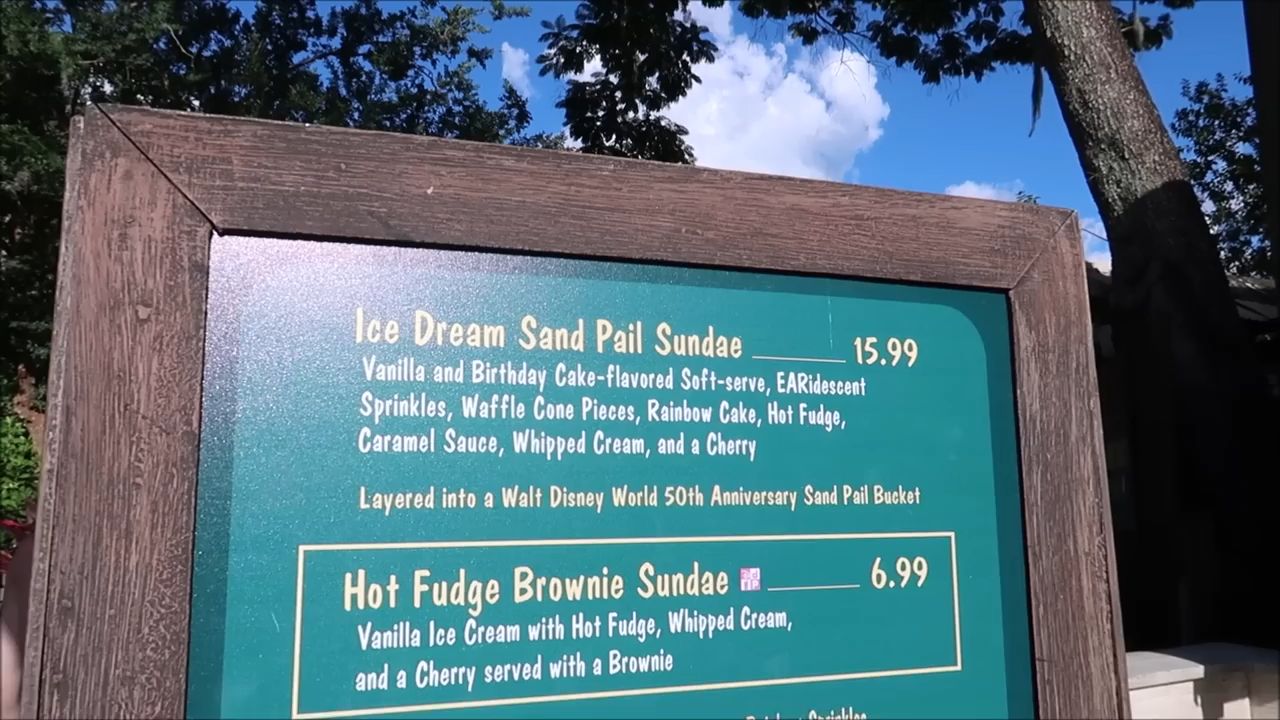 Ice Dream Sand Pail Sundae 15.99
Vanilla and Birthday Cake-flavored Soft-serve, EARidescent
Sprinkles, Waffle Cone Pieces, Rainbow Cake, Hot Fudge,
Caramel Sauce, Whipped Cream, and a Cherry
Layered into a Walt Disney World 50th Anniversary Sand Pail Bucket
Hot Fudge Brownie Sundae 6.99
Vanilla Ice Cream with Hot Fudge, Whipped Cream,
and a Cherry served with a Brownie
Sprinkles